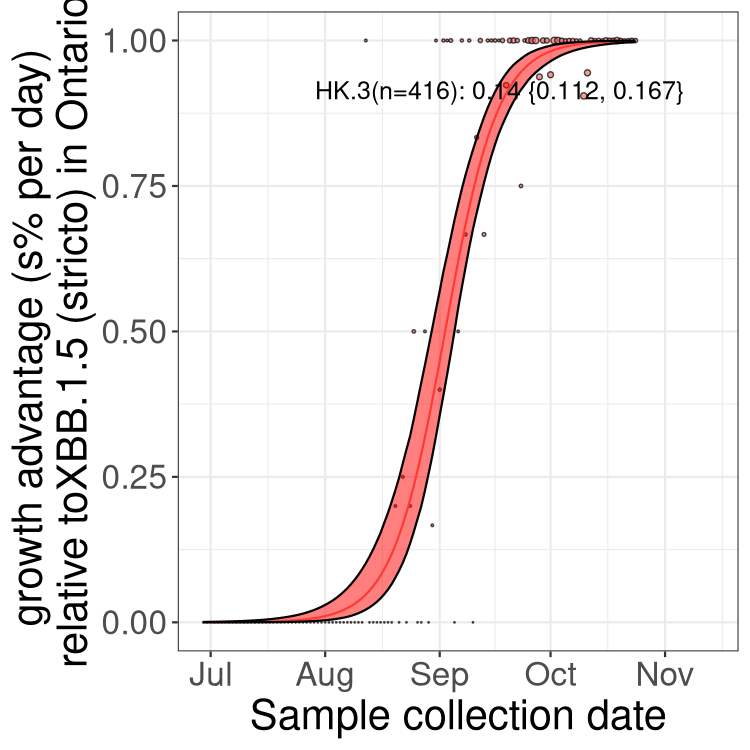 growth advantage (s% per day)
relative toXBB.1.5 (stricto) in Ontario
1.00
0.75
0.50
0.25
0.00
HK.3(n=416): 0.14 {0.112, 0.167}
Jul Aug Sep Oct Nov
Sample collection date